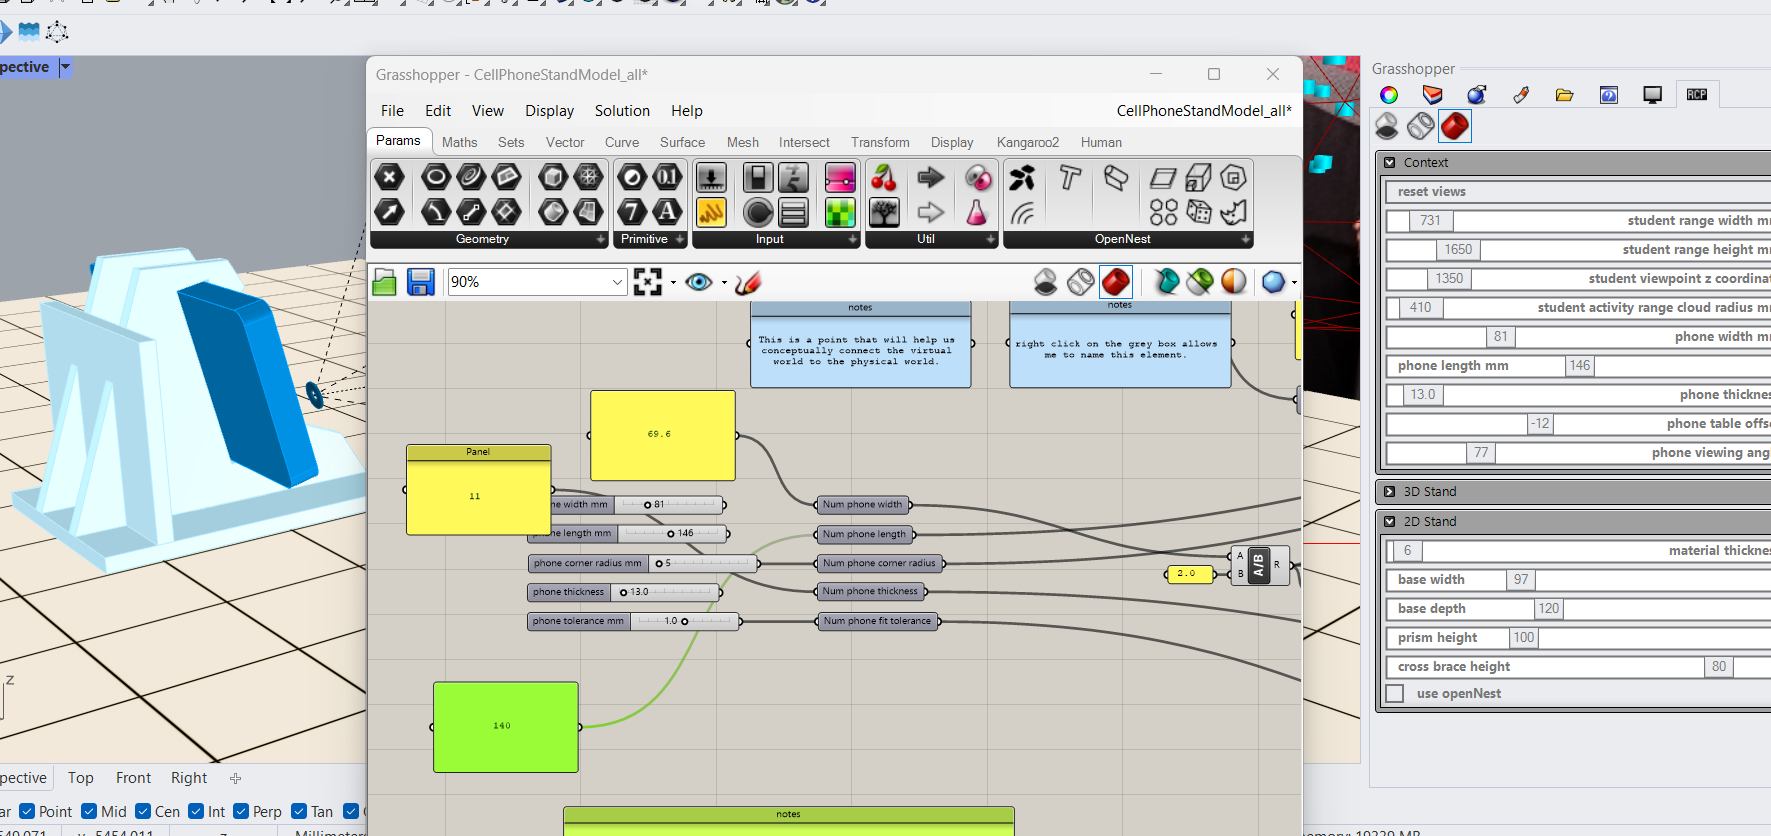 Grasshopper - CellPhoneStandModel_all*
File Edit View Display Solution Help
CellPhoneStandModel_all*
Params Maths Sets Vector Curve Surface Mesh Intersect Transform Display Kangaroo2 Human
Geometry
Primitive
Input
Util
OpenNest
90%
notes
This is a point that will help us
conceptually connect the virtual
world to the physical world.
notes
right click on the grey box allows
me to name this element.
69.6
Panel
11
ne width mm
81
Num phone width
phone length mm
146
Num phone length
phone corner radius mm
5
Num phone corner radius
phone thickness
13.0
Num phone thickness
phone tolerance mm
1.0
Num phone fit tolerance
2.0
A
B
A/B
R
140
notes
pective
z
pective
Top
Front
Right
ar
Point
Mid
Cen
Int
Perp
Tan
Grasshopper
RCP
Context
reset views
731
student range width m
1650
student range height m
1350
student viewpoint z coordinat
410
student activity range cloud radius m
81
phone width m
phone length mm
146
13.0
phone thicknes
-12
phone table offs
77
phone viewing ang
3D Stand
2D Stand
6
material thicknes
base width
97
base depth
120
prism height
100
cross brace height
80
use openNest